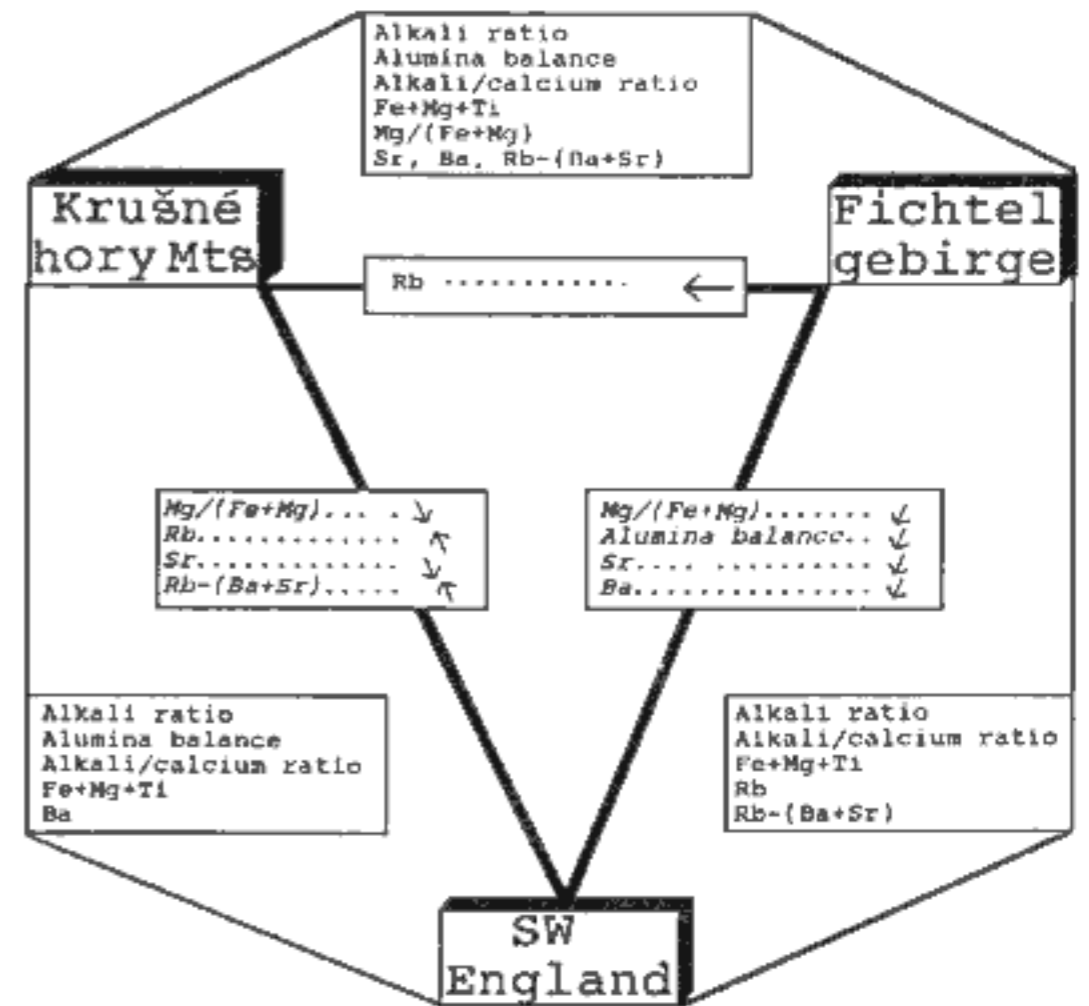 Alkali ratio
Alumina balance
Alkali/calcium ratio
Fe+Mg+Ti
Mg/(Fe+Mg)
Sr, Ba, Rb-(Ba+Sr)
Krušné
hory Mts
Fichtel
gebirge
Rb ............ ←
Mg/(Fe+Mg)... . ↘
Rb............. ↖
Sr............. ↘
Rb-(Ba+Sr)..... ↖
Mg/(Fe+Mg)....... ↙
Alumina balance.. ↙
Sr.... .......... ↙
Ba............... ↙
Alkali ratio
Alumina balance
Alkali/calcium ratio
Fe+Mg+Ti
Ba
Alkali ratio
Alkali/calcium ratio
Fe+Mg+Ti
Rb
Rb-(Ba+Sr)
SW
England